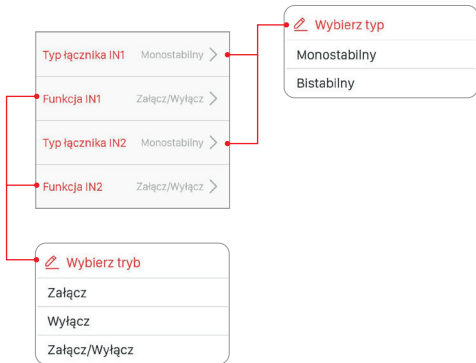 Wybierz typ
Monostabilny
Bistabilny
Typ łącznika IN1 Monostabilny
Funkcja IN1 Załącz/Wyłącz
Typ łącznika IN2 Monostabilny
Funkcja IN2 Załącz/Wyłącz
Wybierz tryb
Załącz
Wyłącz
Załącz/Wyłącz